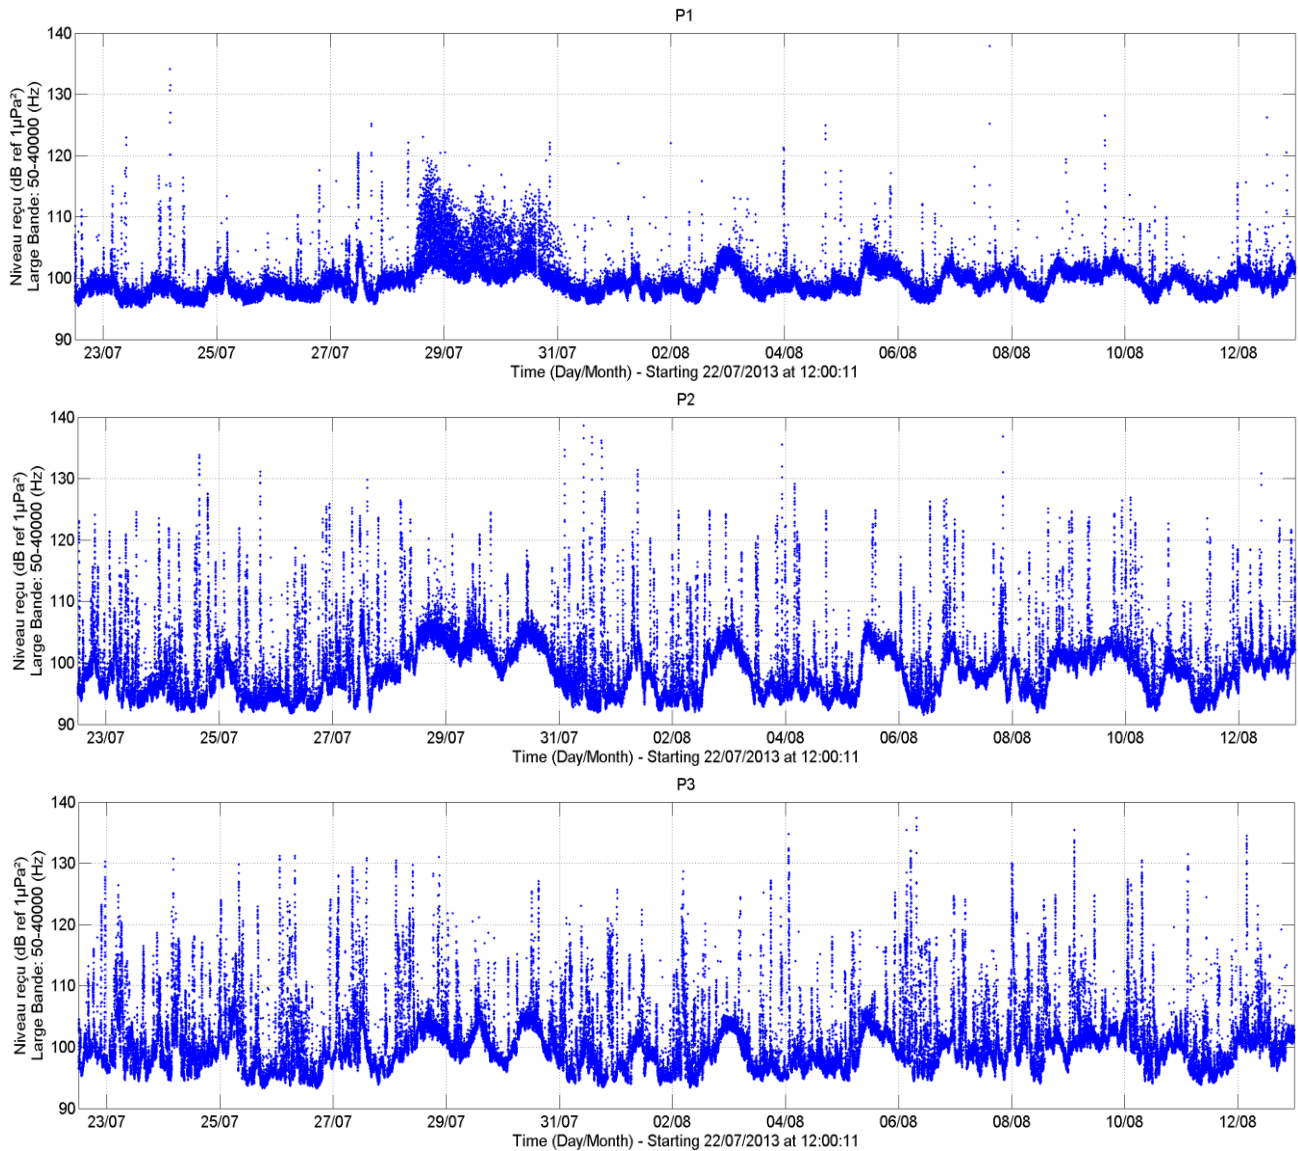 P1
Niveau reçu (dB ref 1µPa²)
Large Bande: 50-40000 (Hz)
140
130
120
110
100
90
23/07 25/07 27/07 29/07 31/07 02/08 04/08 06/08 08/08 10/08 12/08
Time (Day/Month) - Starting 22/07/2013 at 12:00:11
P2
Niveau reçu (dB ref 1µPa²)
Large Bande: 50-40000 (Hz)
140
130
120
110
100
90
23/07 25/07 27/07 29/07 31/07 02/08 04/08 06/08 08/08 10/08 12/08
Time (Day/Month) - Starting 22/07/2013 at 12:00:11
P3
Niveau reçu (dB ref 1µPa²)
Large Bande: 50-40000 (Hz)
140
130
120
110
100
90
23/07 25/07 27/07 29/07 31/07 02/08 04/08 06/08 08/08 10/08 12/08
Time (Day/Month) - Starting 22/07/2013 at 12:00:11